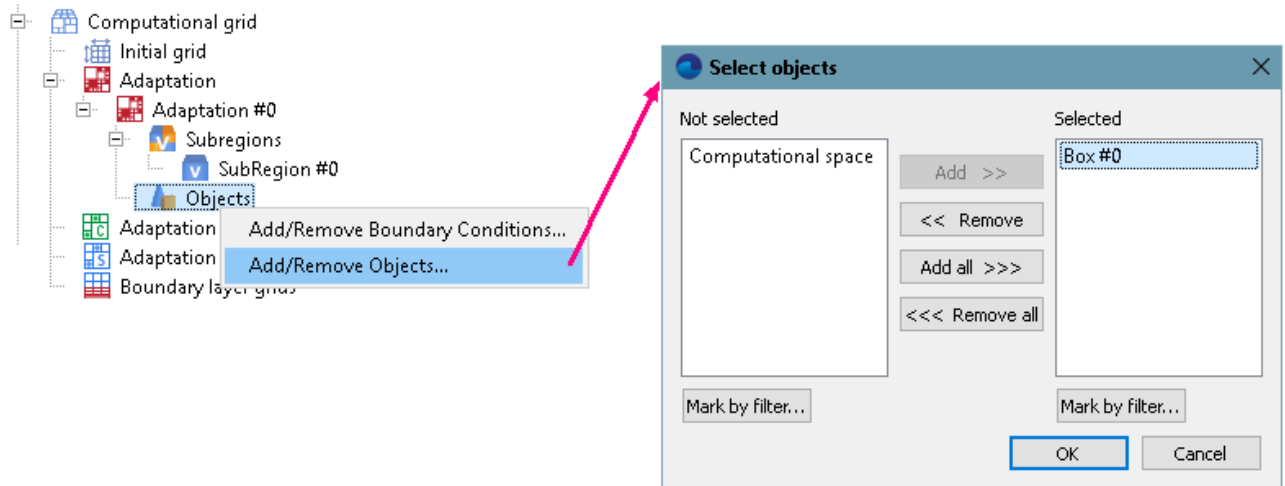 Computational grid
Initial grid
Adaptation
Adaptation #0
Subregions
SubRegion #0
Objects
Adaptation
Adaptation
Boundary layer grids
Add/Remove Boundary Conditions...
Add/Remove Objects...
Select objects
Not selected
Selected
Computational space
Box #0
Add >>
<< Remove
Add all >>>
<<< Remove all
Mark by filter...
Mark by filter...
OK
Cancel